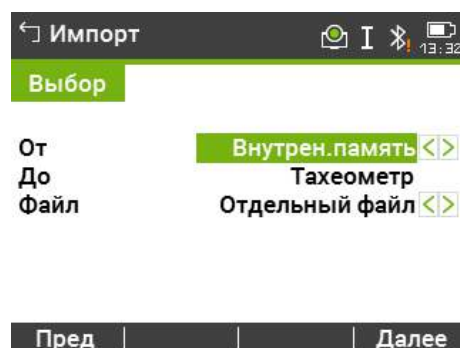 Импорт I 13:32
Выбор
От Внутрен.память
До Тахеометр
Файл Отдельный файл
Пред Далее